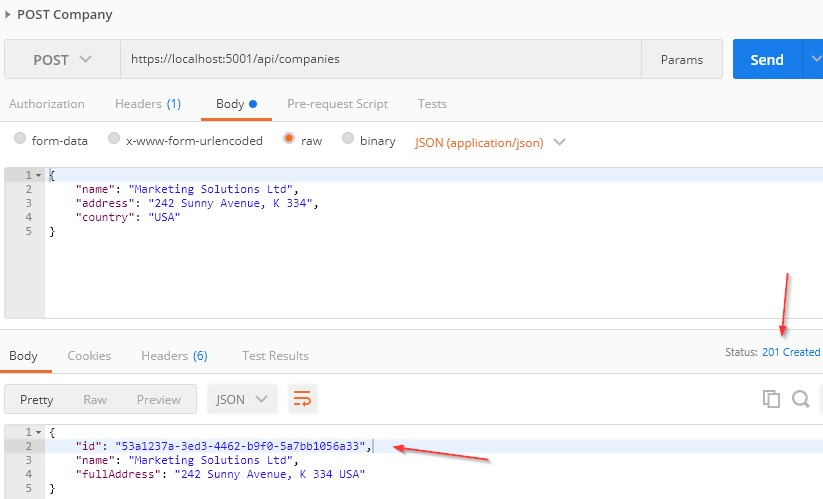 POST Company
POST https://localhost:5001/api/companies Params Send
Authorization Headers (1) Body Pre-request Script Tests
form-data x-www-form-urlencoded raw binary JSON (application/json)
1 {
2 "name": "Marketing Solutions Ltd",
3 "address": "242 Sunny Avenue, K 334",
4 "country": "USA"
5 }
Body Cookies Headers (6) Test Results Status: 201 Created
Pretty Raw Preview JSON
1 {
2 "id": "53a1237a-3ed3-4462-b9f0-5a7bb1056a33",
3 "name": "Marketing Solutions Ltd",
4 "fullAddress": "242 Sunny Avenue, K 334 USA"
5 }